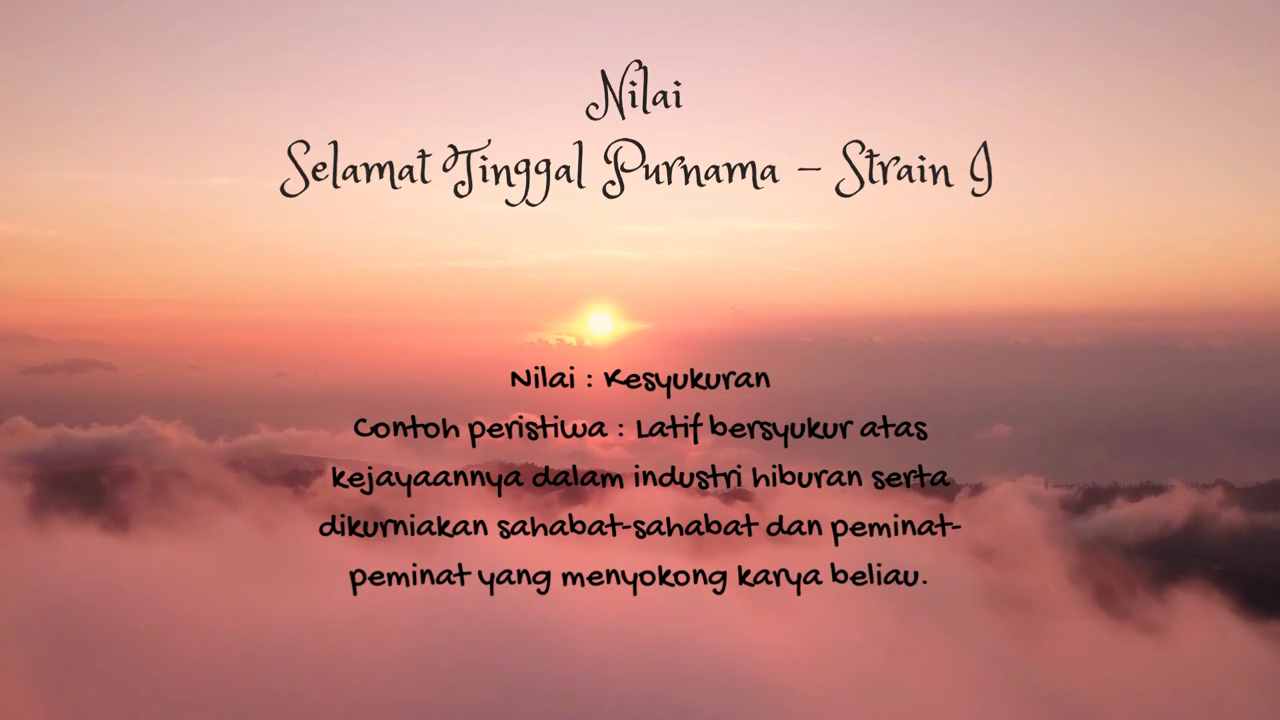 Nilai
Selamat Tinggal Purnama – Strain J
Nilai : Kesyukuran
Contoh peristiwa : Latif bersyukur atas
kejayaannya dalam industri hiburan serta
dikurniakan sahabat-sahabat dan peminat-
peminat yang menyokong karya beliau.